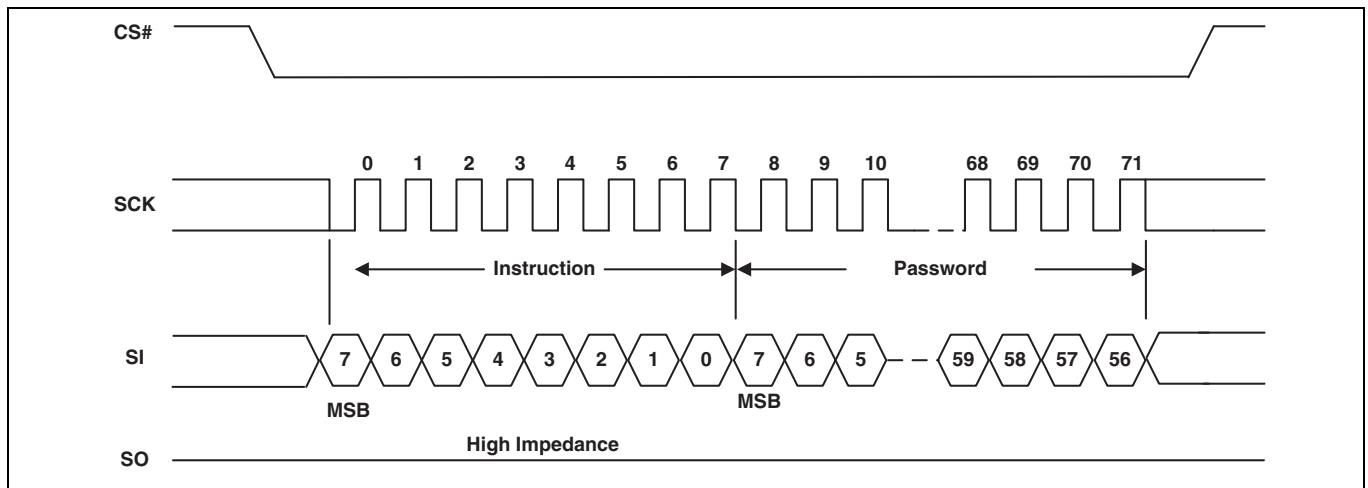 CS#
0 1 2 3 4 5 6 7 8 9 10 68 69 70 71
SCK
Instruction Password
SI 7 6 5 4 3 2 1 0 7 6 5 59 58 57 56
MSB MSB
High Impedance
SO